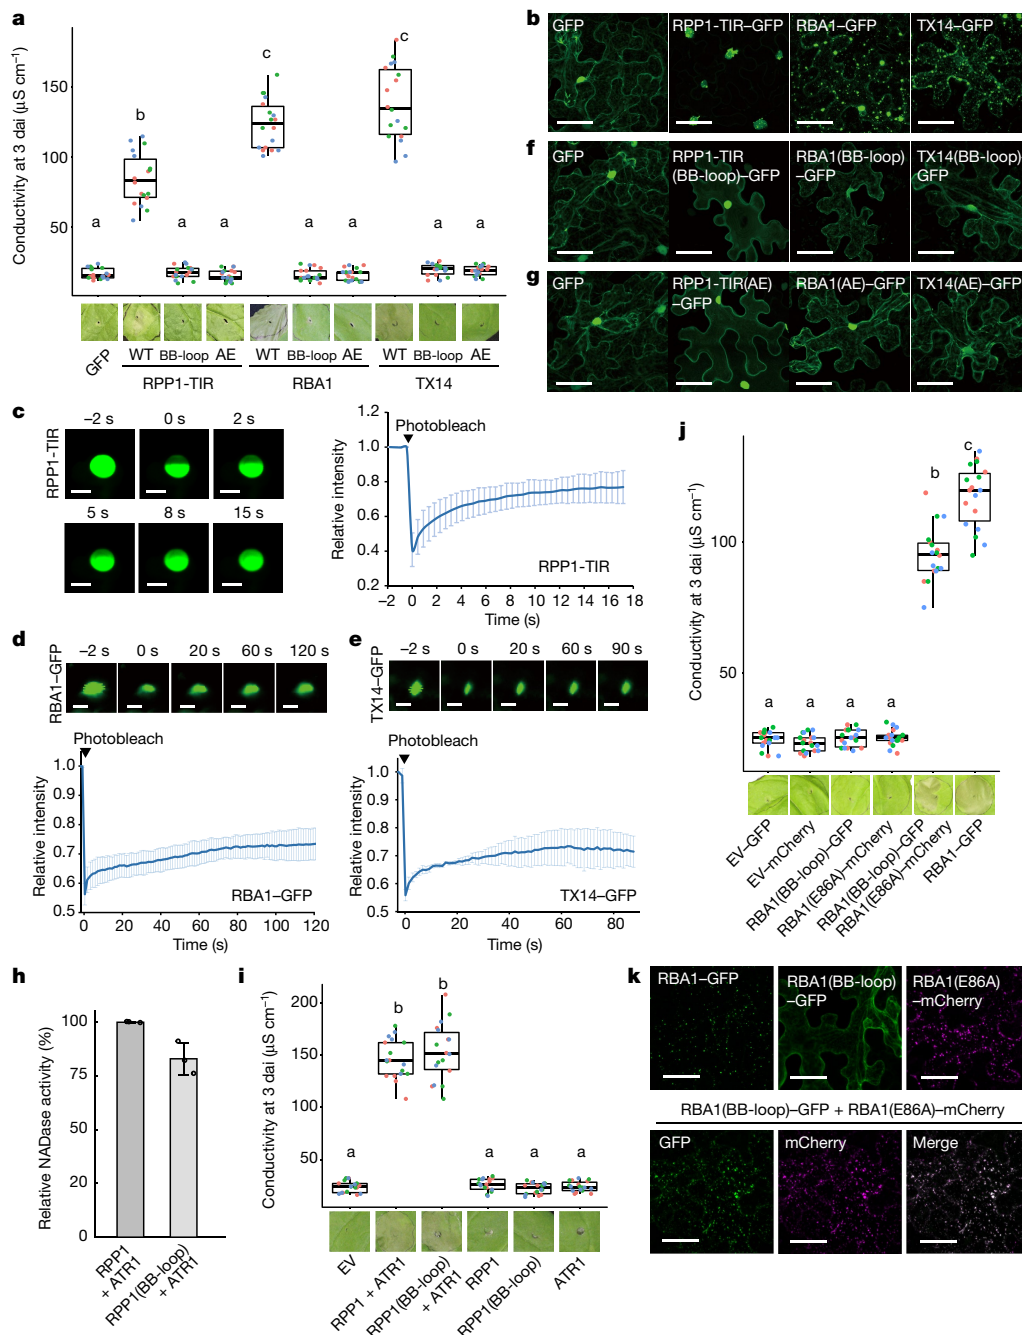 a
Conductivity at 3 dai (µS cm⁻¹)
150
100
50
a
b
a
a
c
a
a
c
a
a
GFP
WT BB-loop AE
WT BB-loop AE
WT BB-loop AE
RPP1-TIR
RBA1
TX14
b
GFP
RPP1-TIR–GFP
RBA1–GFP
TX14–GFP
f
GFP
RPP1-TIR
(BB-loop)–GFP
RBA1(BB-loop)
–GFP
TX14(BB-loop)
GFP
g
GFP
RPP1-TIR(AE)
–GFP
RBA1(AE)–GFP
TX14(AE)–GFP
c
RPP1-TIR
–2 s
0 s
2 s
5 s
8 s
15 s
Relative intensity
1.2
1.0
0.8
0.6
0.4
0.2
Photobleach
RPP1-TIR
–2 0 2 4 6 8 10 12 14 16 18
Time (s)
d
RBA1–GFP
–2 s
0 s
20 s
60 s
120 s
Photobleach
Relative intensity
1.0
0.9
0.8
0.7
0.6
0.5
RBA1–GFP
0 20 40 60 80 100 120
Time (s)
e
TX14–GFP
–2 s
0 s
20 s
60 s
90 s
Photobleach
Relative intensity
1.0
0.9
0.8
0.7
0.6
0.5
TX14–GFP
0 20 40 60 80
Time (s)
j
Conductivity at 3 dai (µS cm⁻¹)
100
50
a
a
a
a
b
c
EV–GFP
EV–mCherry
RBA1(BB-loop)–GFP
RBA1(E86A)–mCherry
RBA1(BB-loop)–GFP
RBA1(E86A)–mCherry
RBA1–GFP
h
Relative NADase activity (%)
100
75
50
25
0
RPP1
+ ATR1
RPP1(BB-loop)
+ ATR1
i
Conductivity at 3 dai (µS cm⁻¹)
200
150
100
50
a
b
b
a
a
a
EV
RPP1 + ATR1
RPP1(BB-loop)
+ ATR1
RPP1
RPP1(BB-loop)
ATR1
k
RBA1–GFP
RBA1(BB-loop)
–GFP
RBA1(E86A)
–mCherry
RBA1(BB-loop)–GFP + RBA1(E86A)–mCherry
GFP
mCherry
Merge